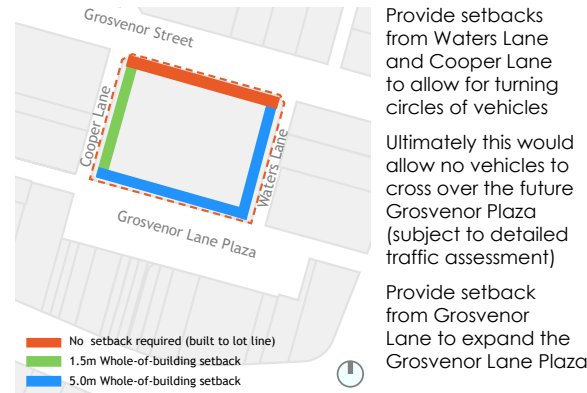 Grosvenor Street
Cooper Lane
Waters Lane
Grosvenor Lane Plaza
No setback required (built to lot line)
1.5m Whole-of-building setback
5.0m Whole-of-building setback
Provide setbacks
from Waters Lane
and Cooper Lane
to allow for turning
circles of vehicles
Ultimately this would
allow no vehicles to
cross over the future
Grosvenor Plaza
(subject to detailed
traffic assessment)
Provide setback
from Grosvenor
Lane to expand the
Grosvenor Lane Plaza